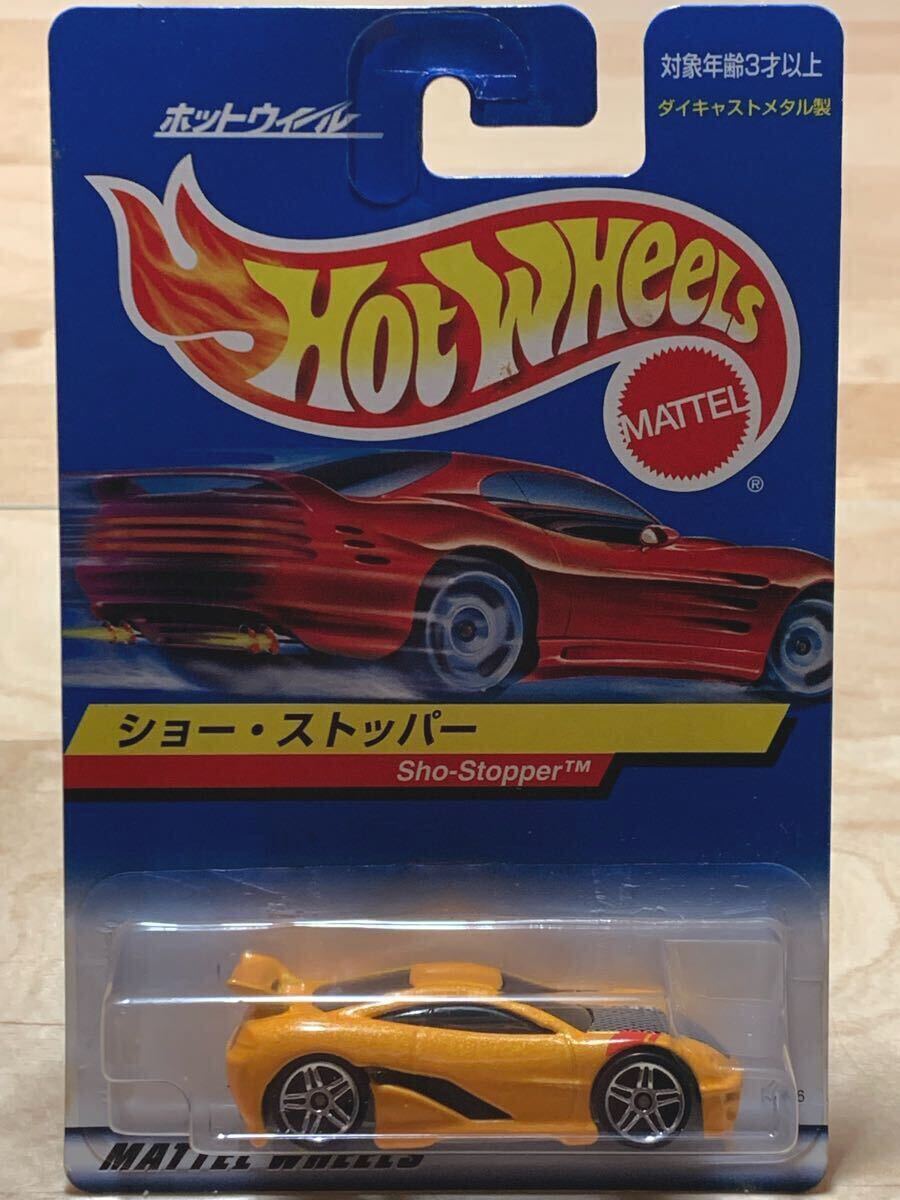 対象年齢3才以上
ダイキャストメタル製
ホットウィール
Hot Wheels
MATTEL
®
ショー・ストッパー
Sho-Stopper™
MATTEL WHEELS